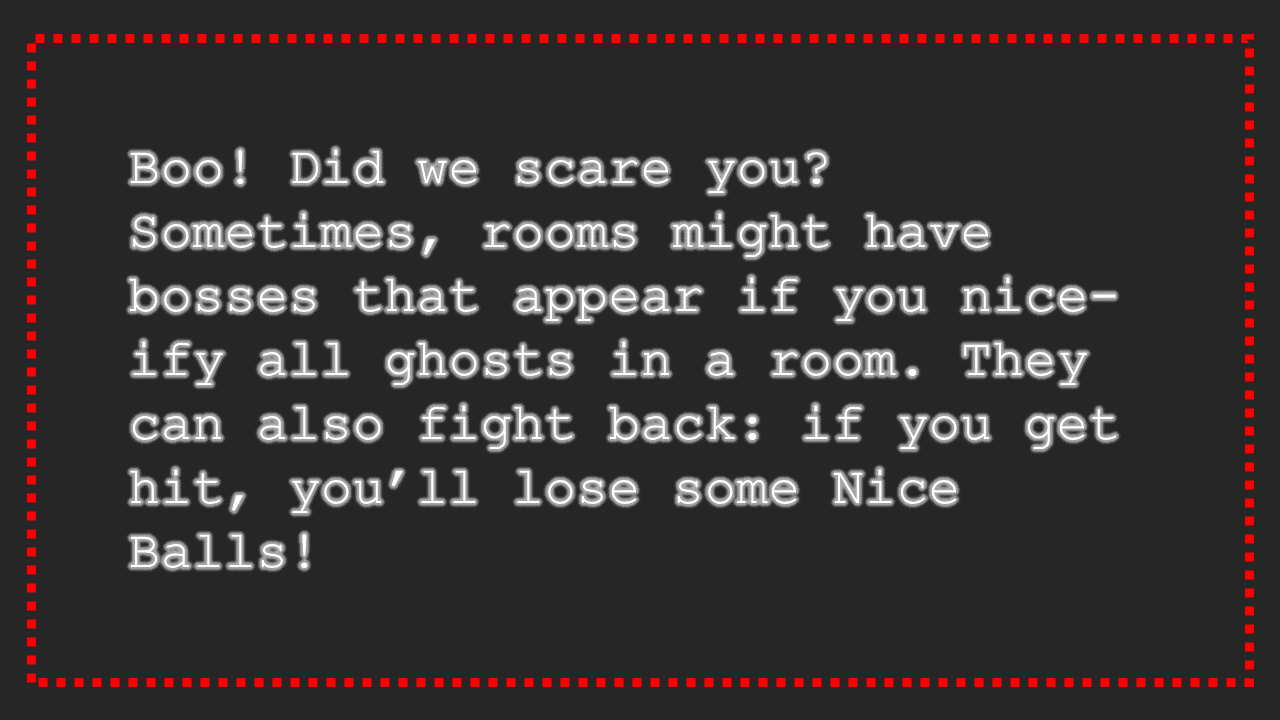 Boo! Did we scare you?
Sometimes, rooms might have
bosses that appear if you nice-
ify all ghosts in a room. They
can also fight back: if you get
hit, you’ll lose some Nice
Balls!